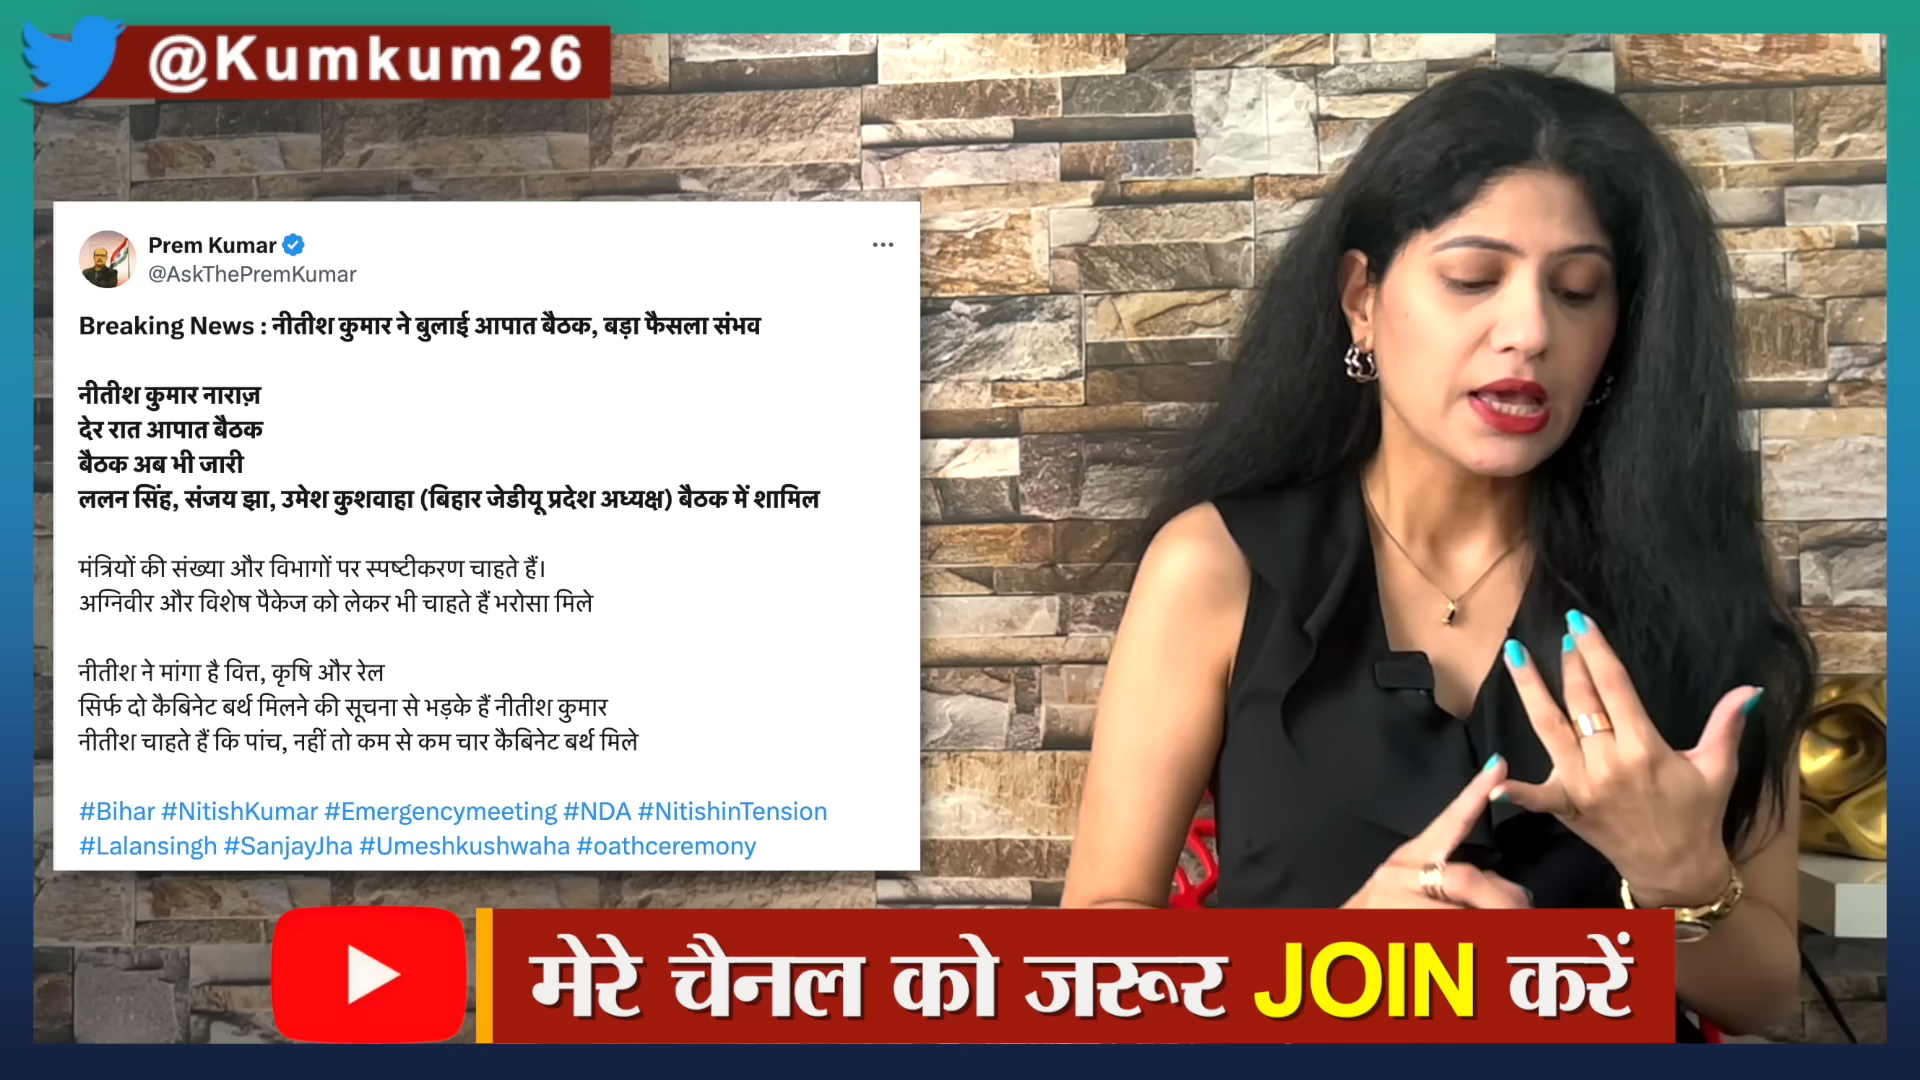 @Kumkum26
Prem Kumar
@AskThePremKumar
Breaking News : नीतीश कुमार ने बुलाई आपात बैठक, बड़ा फैसला संभव
नीतीश कुमार नाराज़
देर रात आपात बैठक
बैठक अब भी जारी
ललन सिंह, संजय झा, उमेश कुशवाहा (बिहार जेडीयू प्रदेश अध्यक्ष) बैठक में शामिल
मंत्रियों की संख्या और विभागों पर स्पष्टीकरण चाहते हैं।
अग्निवीर और विशेष पैकेज को लेकर भी चाहते हैं भरोसा मिले
नीतीश ने मांगा है वित्त, कृषि और रेल
सिर्फ दो कैबिनेट बर्थ मिलने की सूचना से भड़के हैं नीतीश कुमार
नीतीश चाहते हैं कि पांच, नहीं तो कम से कम चार कैबिनेट बर्थ मिले
#Bihar #NitishKumar #Emergencymeeting #NDA #NitishinTension
#Lalansingh #SanjayJha #Umeshkushwaha #oathceremony
मेरे चैनल को जरूर JOIN करें